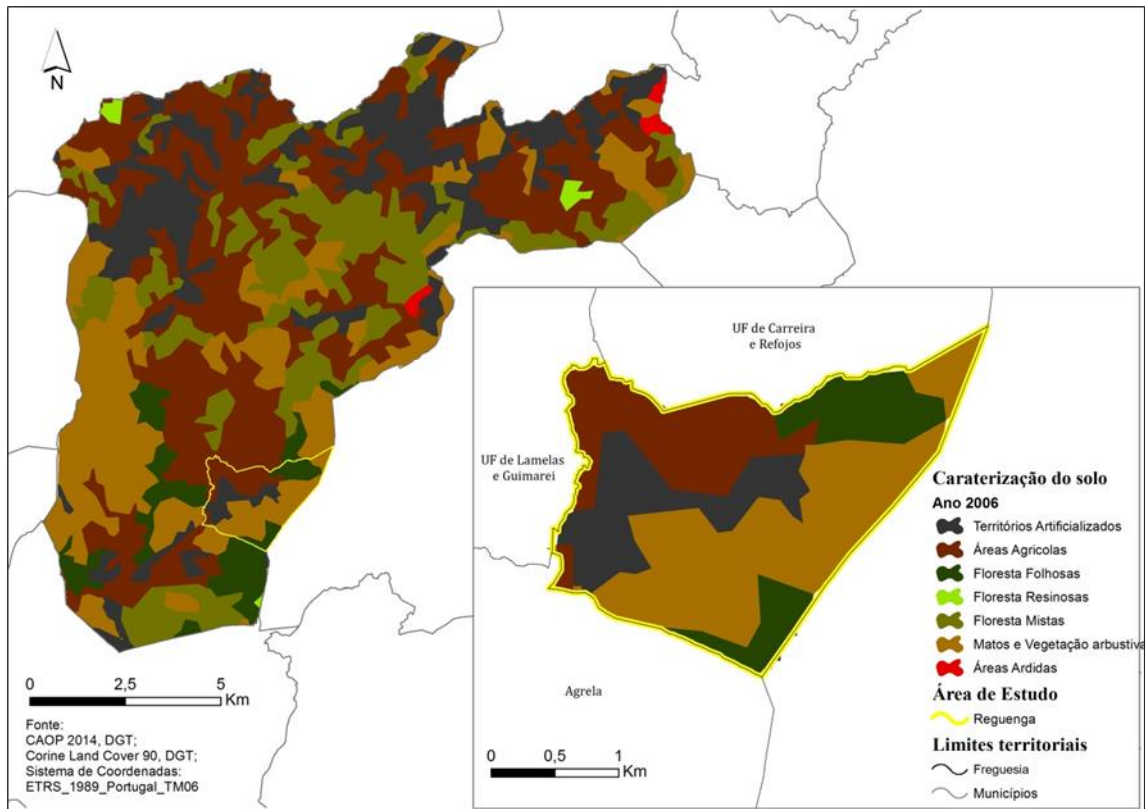 N
UF de Carreira
e Refojos
UF de Lamelas
e Guimarei
Agrela
Caraterização do solo
Ano 2006
Territórios Artificializados
Áreas Agricolas
Floresta Folhosas
Floresta Resinosas
Floresta Mistas
Matos e Vegetação arbustiva
Áreas Ardidas
Área de Estudo
Reguenga
Limites territoriais
Freguesia
Municípios
0 2,5 5
Km
Fonte:
CAOP 2014, DGT;
Corine Land Cover 90, DGT;
Sistema de Coordenadas:
ETRS_1989_Portugal_TM06
0 0,5 1
Km